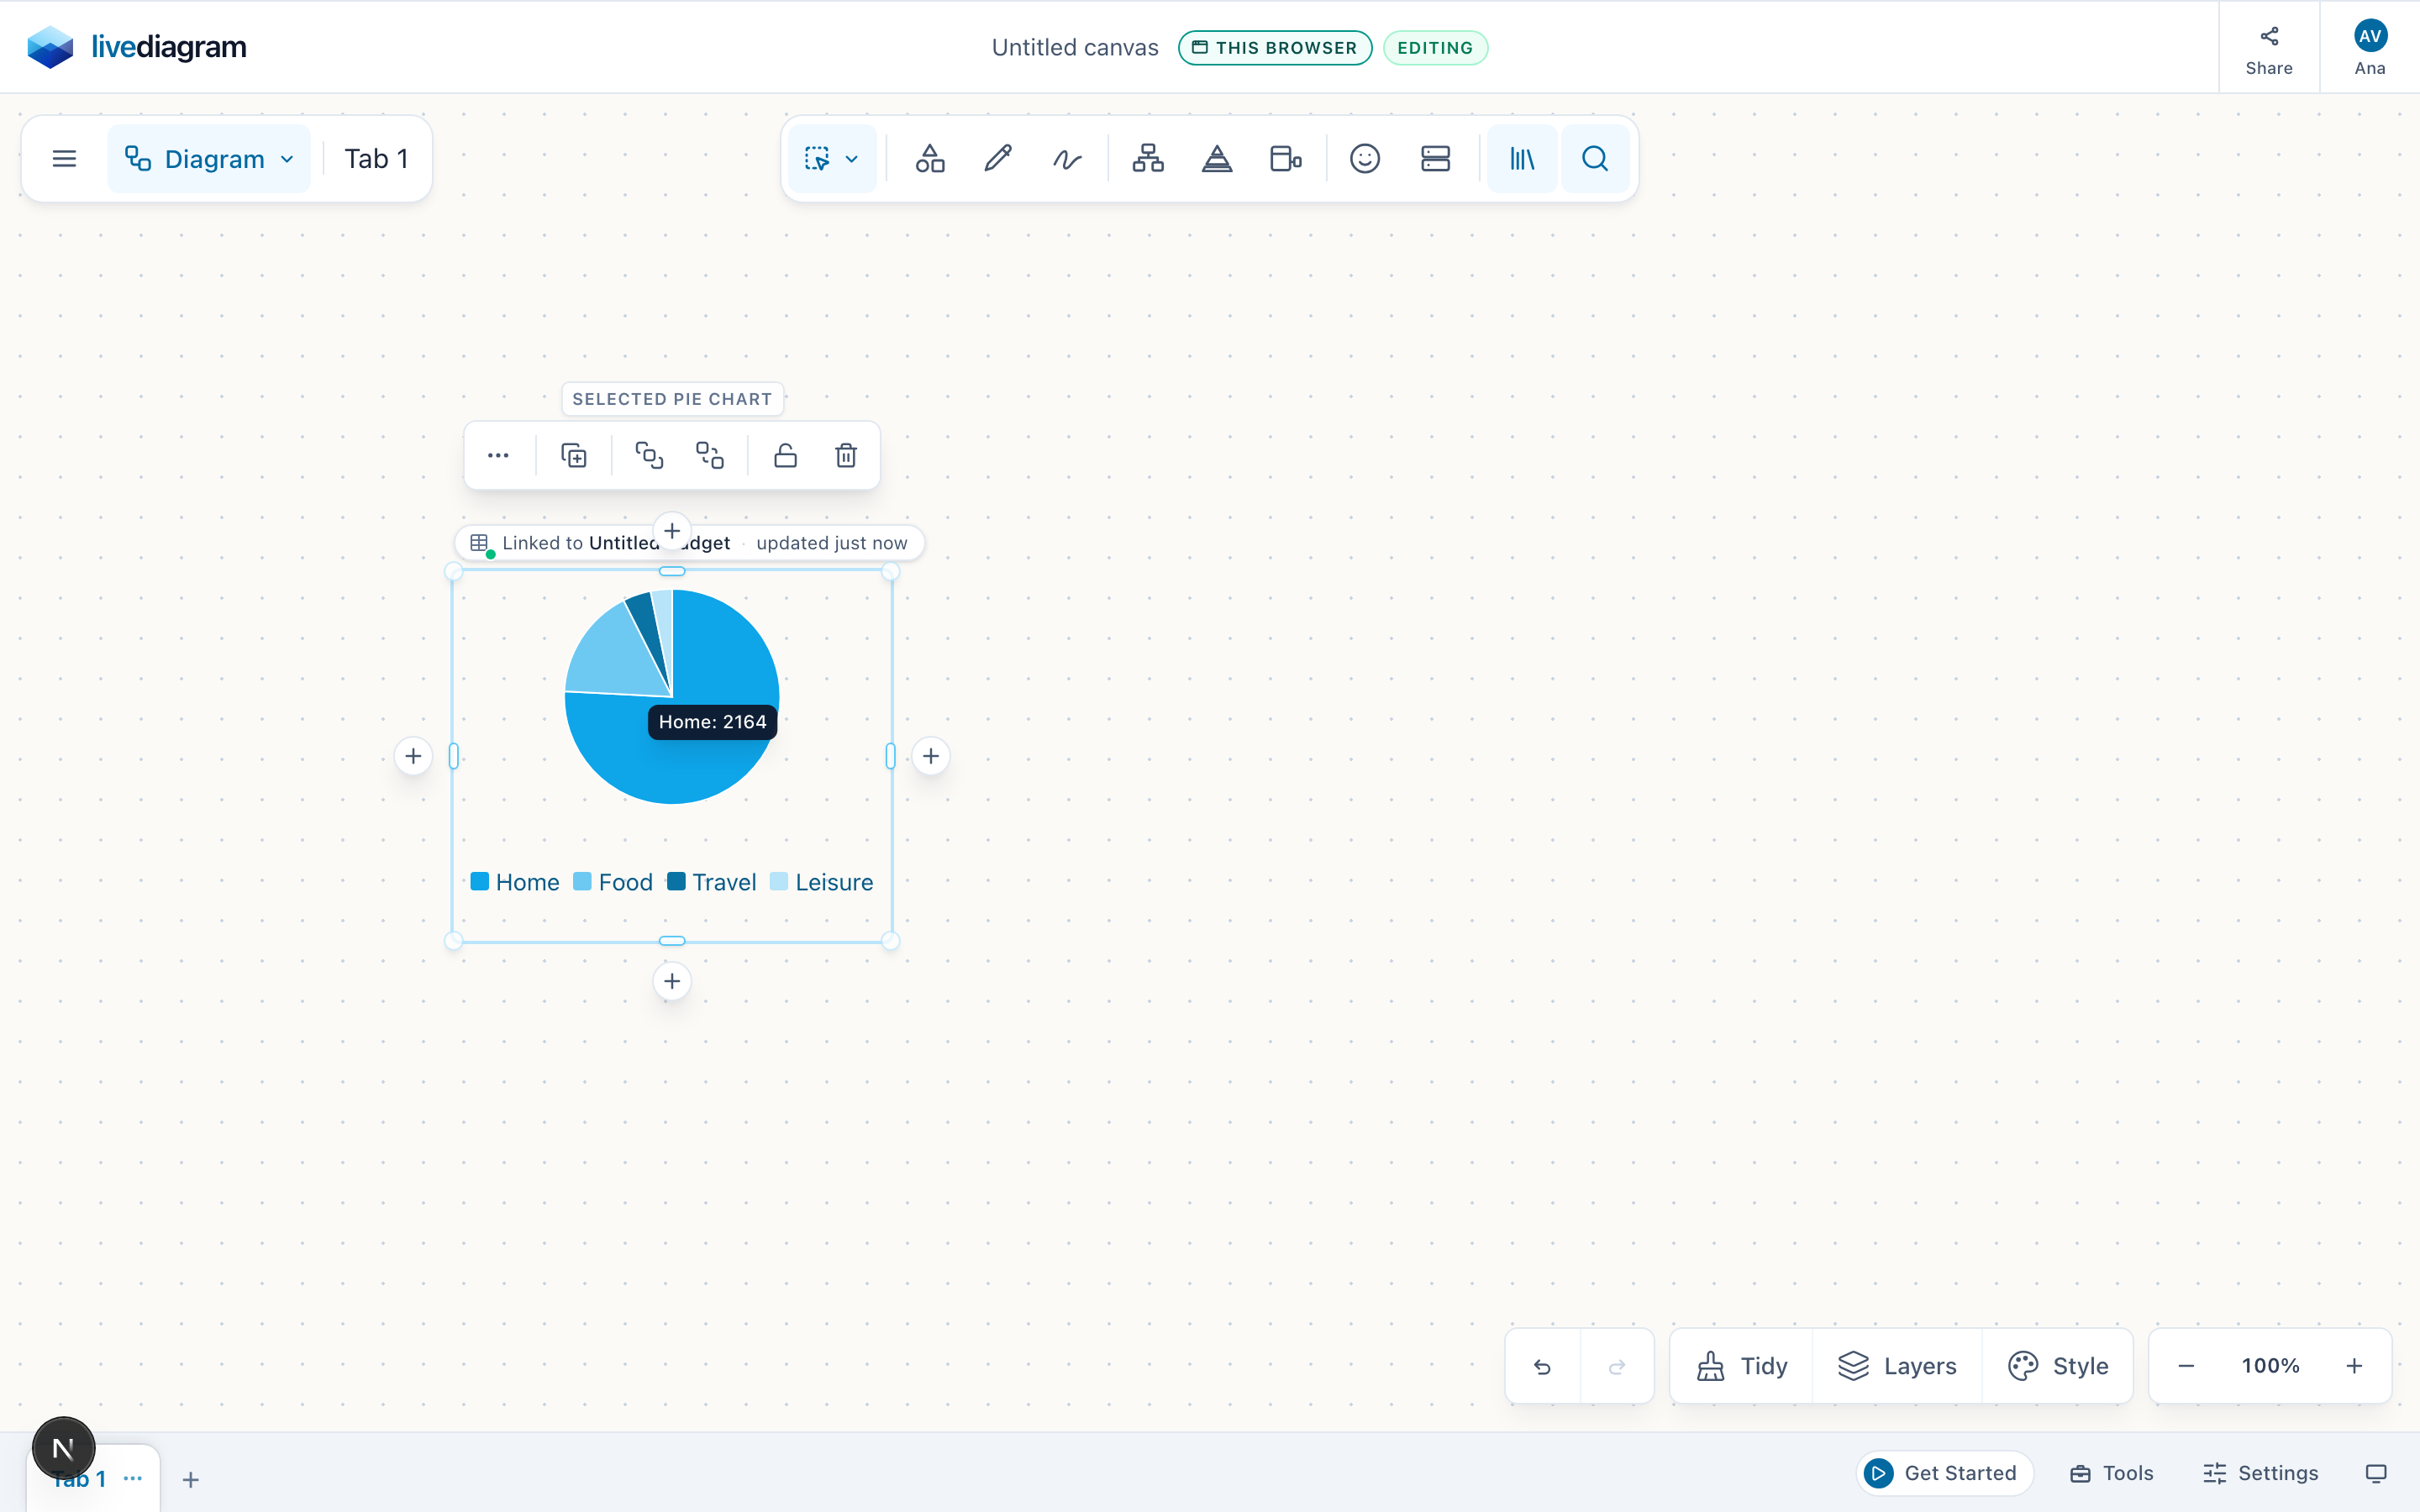 livediagram
Untitled canvas
THIS BROWSER
EDITING
Share
AV
Ana
Diagram
Tab 1
SELECTED PIE CHART
Linked to Untitled · updated just now
Home: 2164
Home Food Travel Leisure
Tidy
Layers
Style
100%
N
Tab 1
Get Started
Tools
Settings